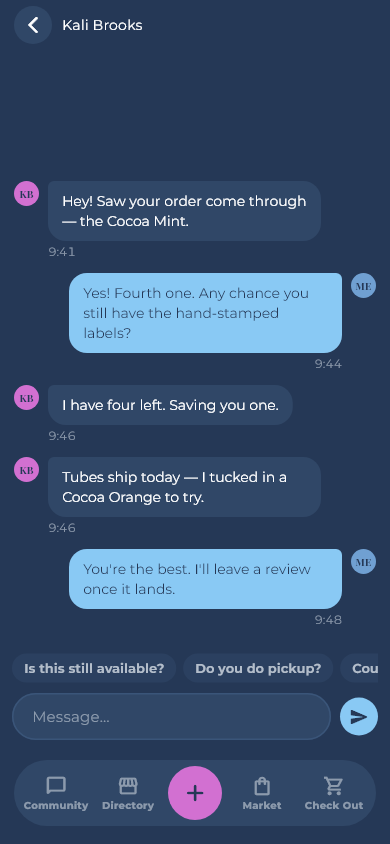 Kali Brooks
KB
Hey! Saw your order come through
— the Cocoa Mint.
9:41
ME
Yes! Fourth one. Any chance you
still have the hand-stamped
labels?
9:44
KB
I have four left. Saving you one.
9:46
KB
Tubes ship today — I tucked in a
Cocoa Orange to try.
9:46
ME
You're the best. I'll leave a review
once it lands.
9:48
Is this still available?
Do you do pickup?
Cou
Message...
Community
Directory
Market
Check Out